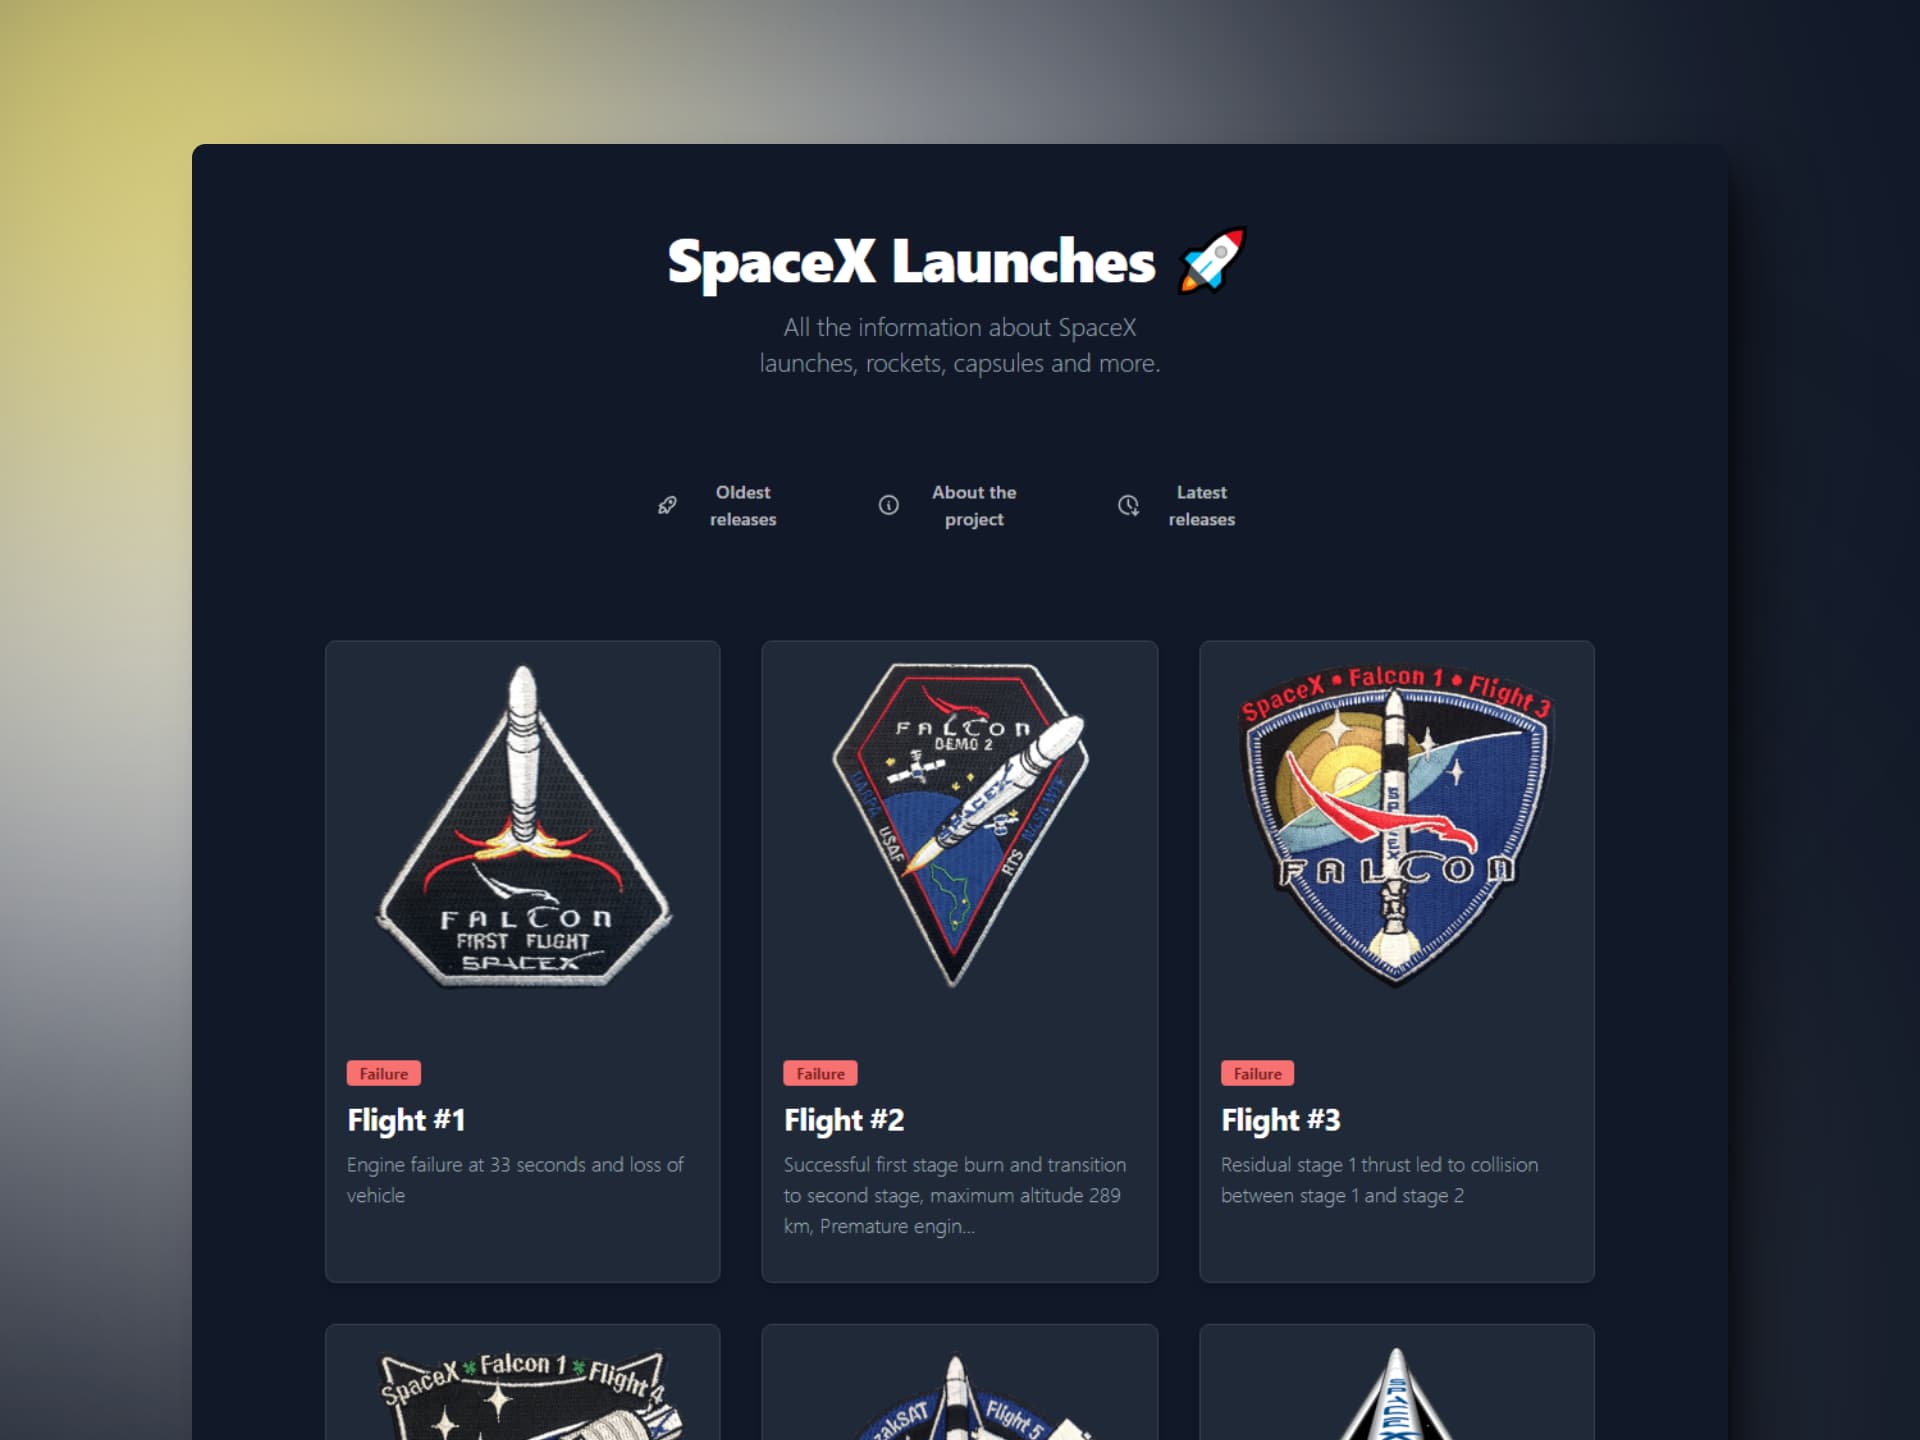 SpaceX Launches
All the information about SpaceX
launches, rockets, capsules and more.
Oldest
releases
About the
project
Latest
releases
FALCON
FIRST FLIGHT
SPACEX
Failure
Flight #1
Engine failure at 33 seconds and loss of
vehicle
FALCON
DEMO 2
SPACEX
DARPA
USAF
NASA WFF
RTS
Failure
Flight #2
Successful first stage burn and transition
to second stage, maximum altitude 289
km, Premature engin...
SpaceX • Falcon 1 • Flight 3
SPACEX
FALCON
Failure
Flight #3
Residual stage 1 thrust led to collision
between stage 1 and stage 2
SpaceX Falcon 1 Flight 4
zakSAT Flight 5
SPACEX